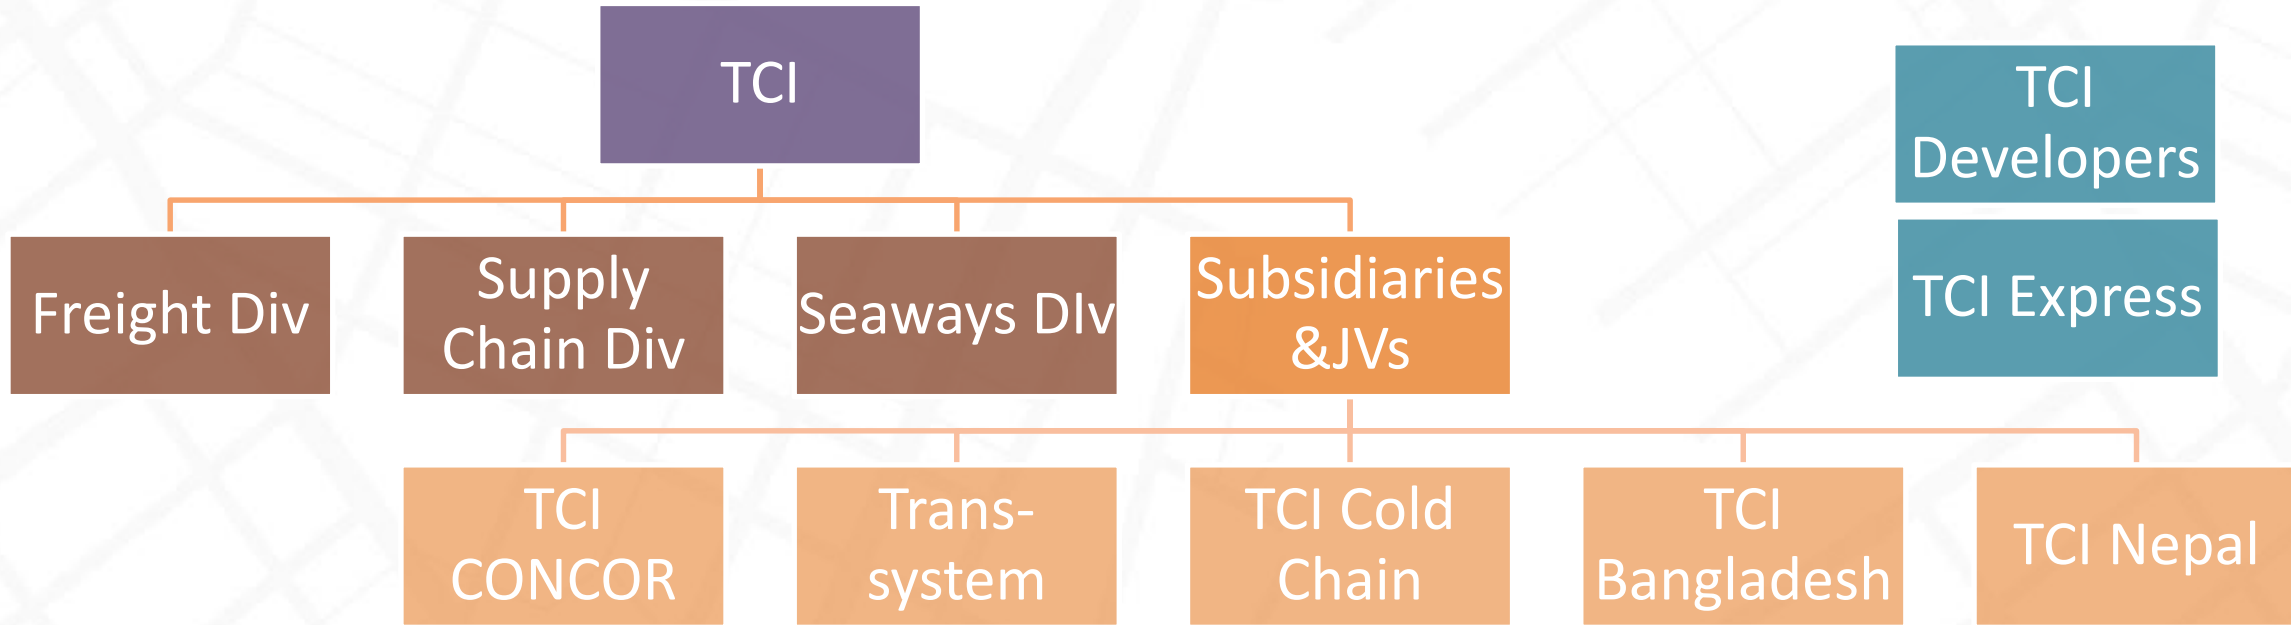 TCI
TCI
Developers
TCI Express
Freight Div
Supply
Chain Div
Seaways DIv
Subsidiaries
&JVs
TCI
CONCOR
Trans-
system
TCI Cold
Chain
TCI
Bangladesh
TCI Nepal